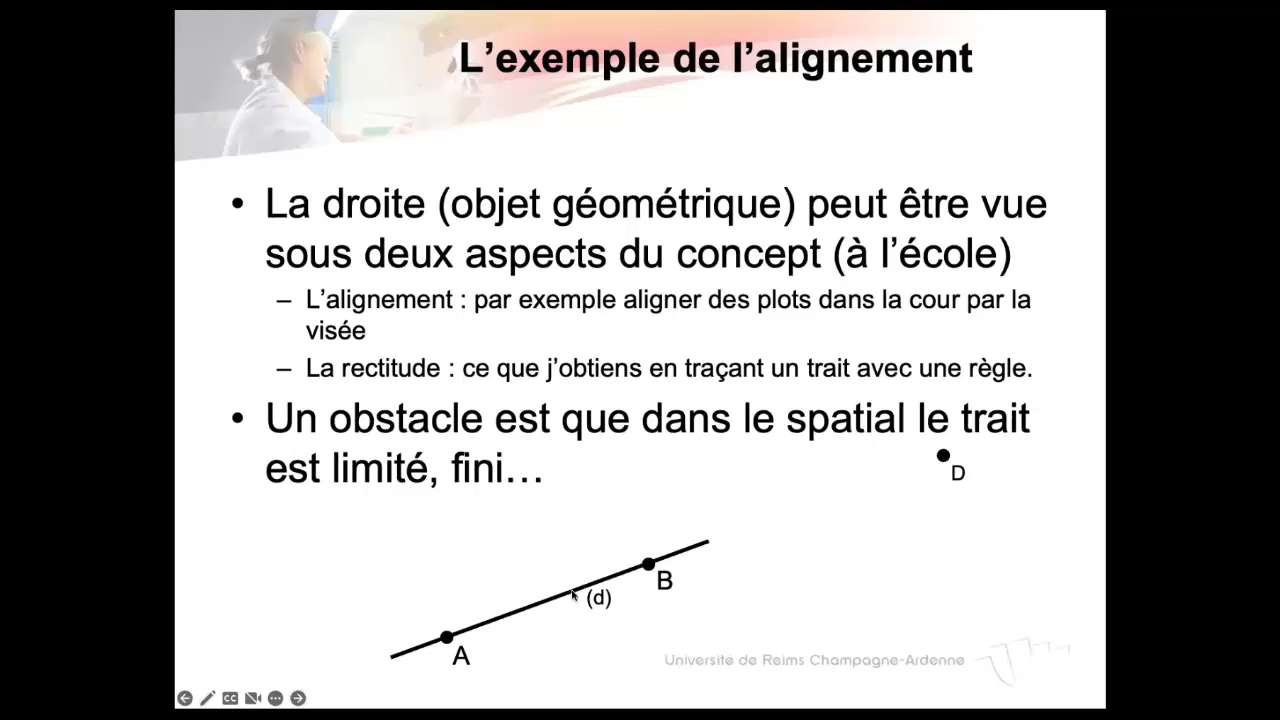 L’exemple de l’alignement
• La droite (objet géométrique) peut être vue
sous deux aspects du concept (à l’école)
– L’alignement : par exemple aligner des plots dans la cour par la
visée
– La rectitude : ce que j’obtiens en traçant un trait avec une règle.
• Un obstacle est que dans le spatial le trait
est limité, fini…
D
B
(d)
A
Université de Reims Champagne-Ardenne
CC